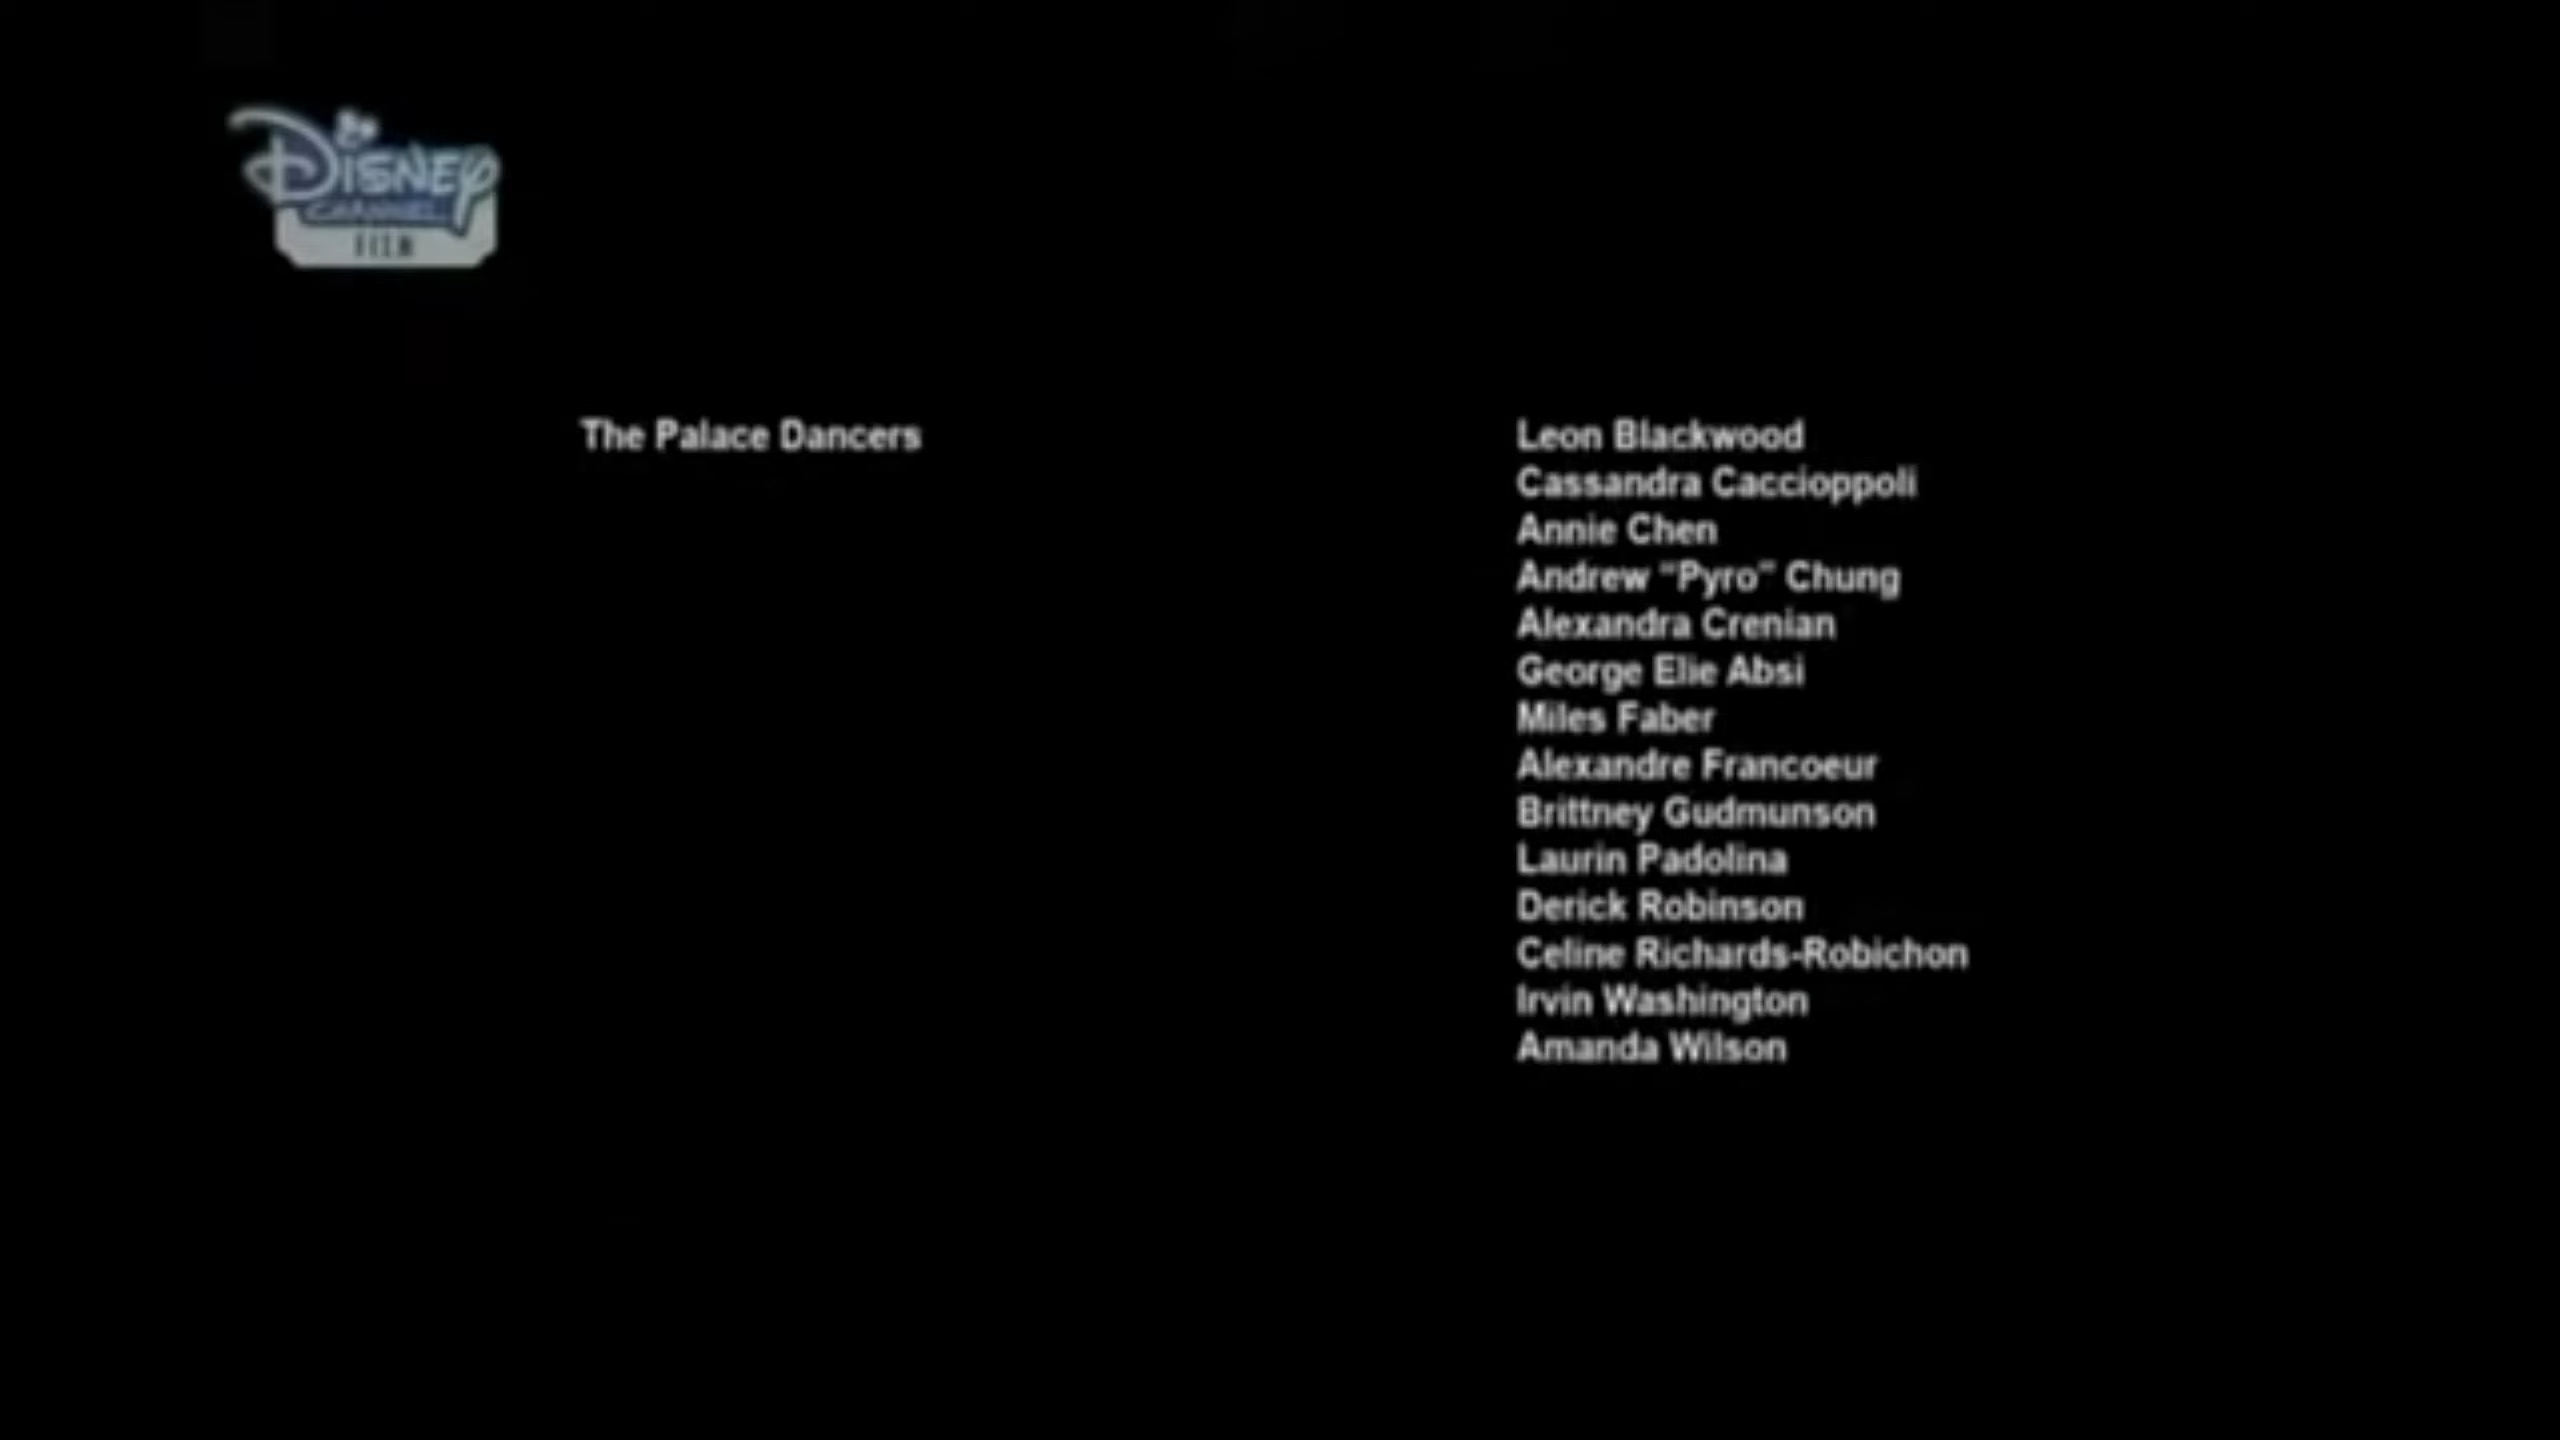 Disney
CHANNEL
FILM
The Palace Dancers
Leon Blackwood
Cassandra Caccioppoli
Annie Chen
Andrew “Pyro” Chung
Alexandra Crenian
George Elie Absi
Miles Faber
Alexandre Francoeur
Brittney Gudmunson
Laurin Padolina
Derick Robinson
Celine Richards-Robichon
Irvin Washington
Amanda Wilson